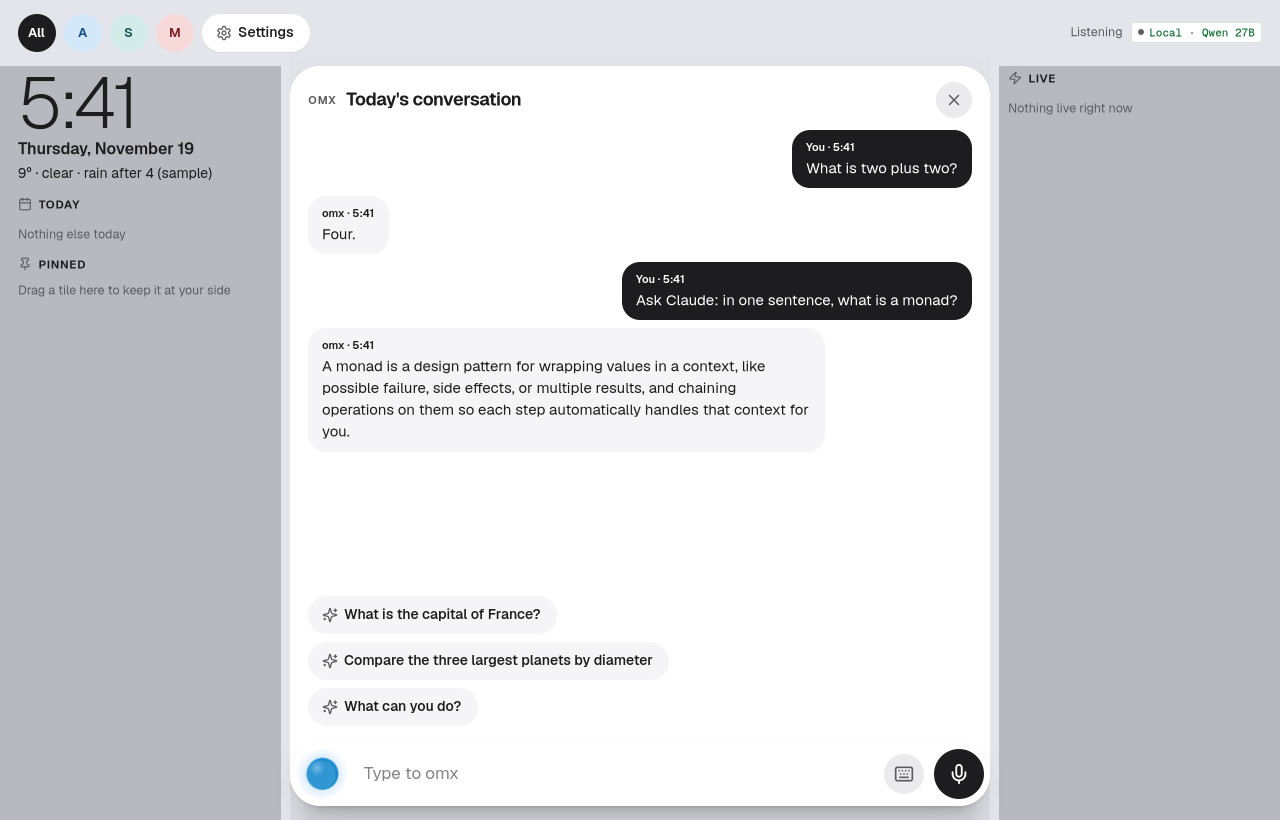 All A S M Settings
Listening Local · Qwen 27B
5:41
Thursday, November 19
9° · clear · rain after 4 (sample)
TODAY
Nothing else today
PINNED
Drag a tile here to keep it at your side
OMX Today's conversation
You · 5:41
What is two plus two?
omx · 5:41
Four.
You · 5:41
Ask Claude: in one sentence, what is a monad?
omx · 5:41
A monad is a design pattern for wrapping values in a context, like
possible failure, side effects, or multiple results, and chaining
operations on them so each step automatically handles that context for
you.
What is the capital of France?
Compare the three largest planets by diameter
What can you do?
Type to omx
LIVE
Nothing live right now